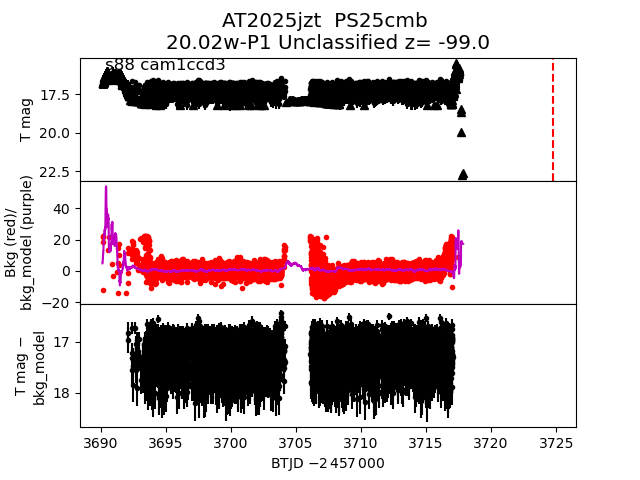 AT2025jzt  PS25cmb
20.02w-P1 Unclassified z= -99.0
s88 cam1ccd3
T mag
17.5
20.0
22.5
Bkg (red)/
bkg_model (purple)
40
20
0
−20
T mag −
bkg_model
17
18
3690 3695 3700 3705 3710 3715 3720 3725
BTJD −2 457 000